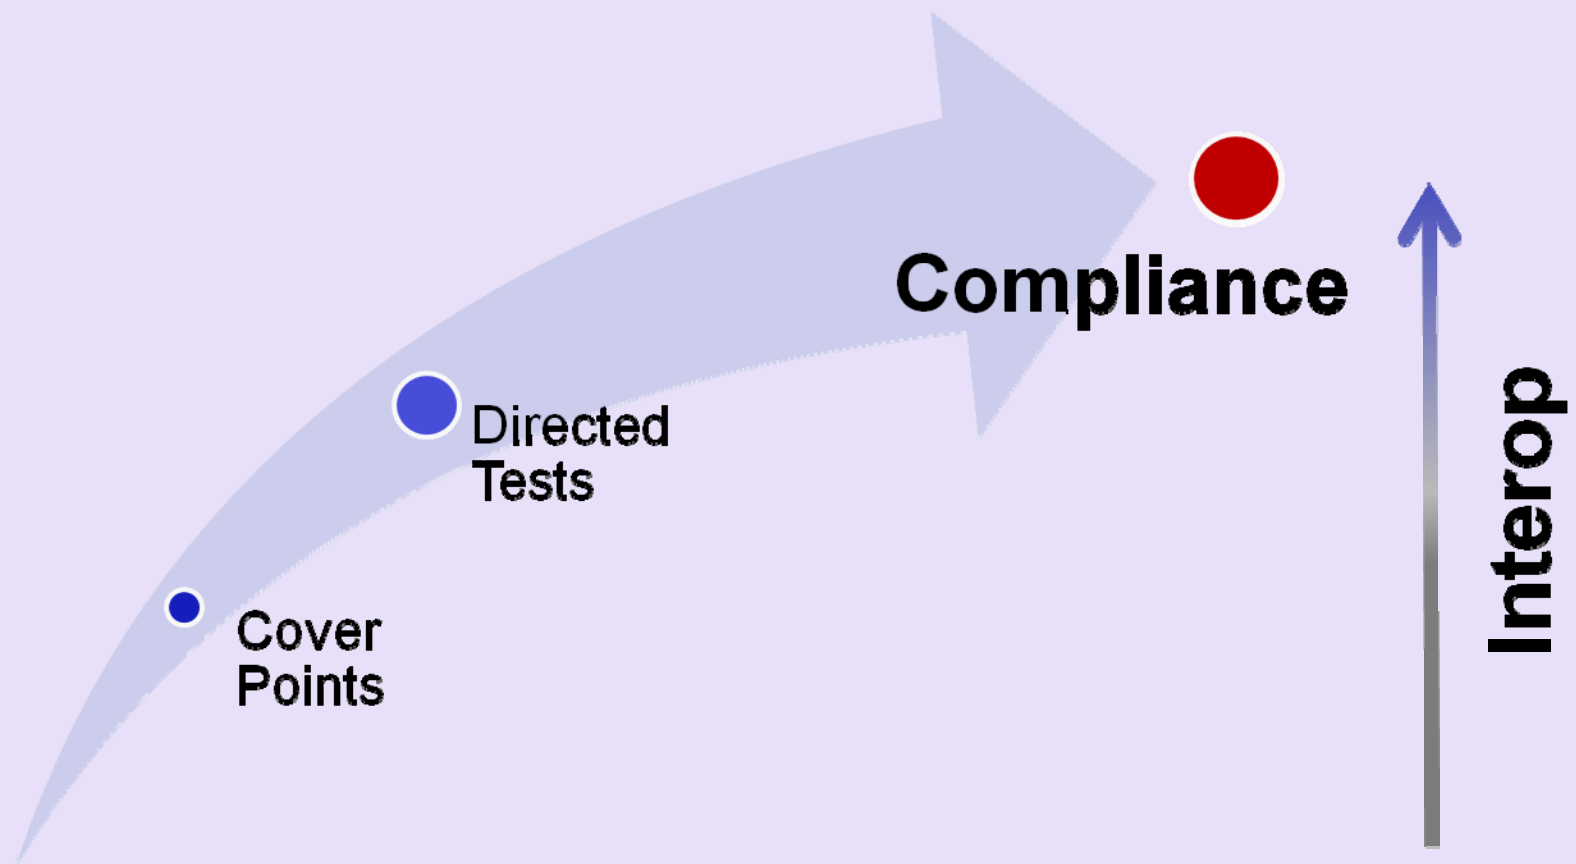 Compliance
Directed
Tests
Cover
Points
Interop